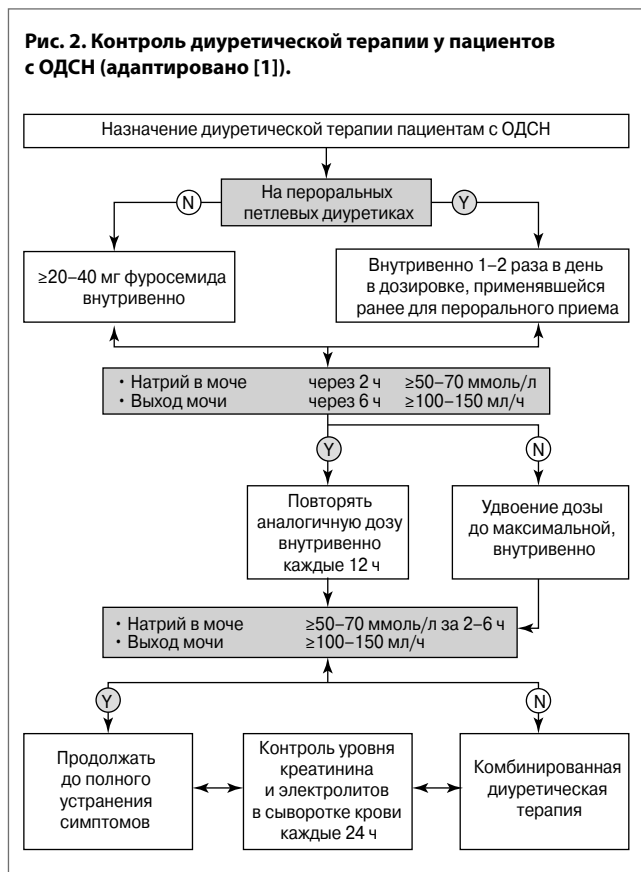 Рис. 2. Контроль диуретической терапии у пациентов
с ОДСН (адаптировано [1]).
Назначение диуретической терапии пациентам с ОДСН
На пероральных
петлевых диуретиках
N
Y
≥20–40 мг фуросемида
внутривенно
Внутривенно 1–2 раза в день
в дозировке, применявшейся
ранее для перорального приема
· Натрий в моче через 2 ч ≥50–70 ммоль/л
· Выход мочи через 6 ч ≥100–150 мл/ч
Y
N
Повторять
аналогичную дозу
внутривенно
каждые 12 ч
Удвоение дозы
до максимальной,
внутривенно
· Натрий в моче ≥50–70 ммоль/л за 2–6 ч
· Выход мочи ≥100–150 мл/ч
Y
N
Продолжать
до полного
устранения
симптомов
Контроль уровня
креатинина
и электролитов
в сыворотке крови
каждые 24 ч
Комбинированная
диуретическая
терапия